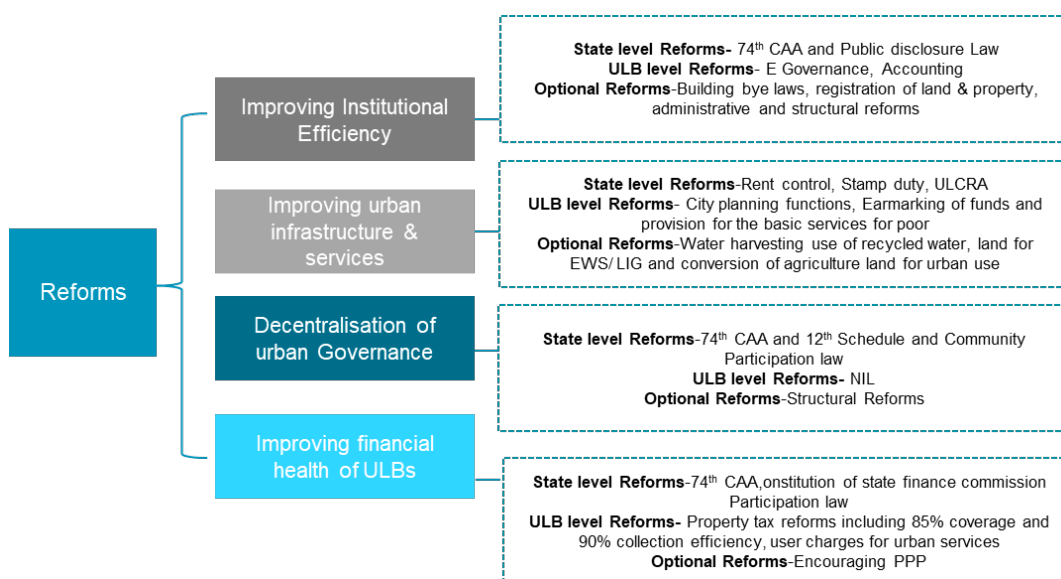 Reforms
Improving Institutional
Efficiency
State level Reforms- 74th CAA and Public disclosure Law
ULB level Reforms- E Governance, Accounting
Optional Reforms-Building bye laws, registration of land & property,
administrative and structural reforms
Improving urban
infrastructure &
services
State level Reforms-Rent control, Stamp duty, ULCRA
ULB level Reforms- City planning functions, Earmarking of funds and
provision for the basic services for poor
Optional Reforms-Water harvesting use of recycled water, land for
EWS/ LIG and conversion of agriculture land for urban use
Decentralisation of
urban Governance
State level Reforms-74th CAA and 12th Schedule and Community
Participation law
ULB level Reforms- NIL
Optional Reforms-Structural Reforms
Improving financial
health of ULBs
State level Reforms-74th CAA,onstitution of state finance commission
Participation law
ULB level Reforms- Property tax reforms including 85% coverage and
90% collection efficiency, user charges for urban services
Optional Reforms-Encouraging PPP